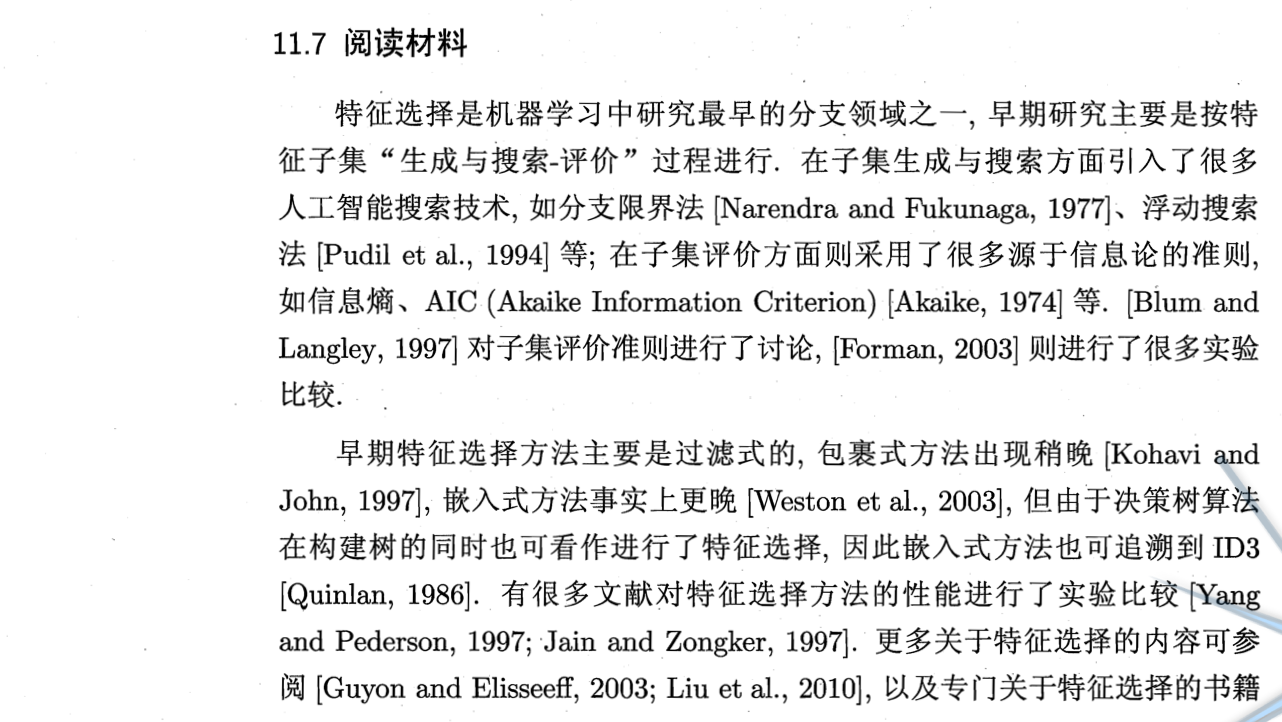 11.7 阅读材料
特征选择是机器学习中研究最早的分支领域之一, 早期研究主要是按特
征子集“生成与搜索-评价”过程进行. 在子集生成与搜索方面引入了很多
人工智能搜索技术, 如分支限界法 [Narendra and Fukunaga, 1977]、浮动搜索
法 [Pudil et al., 1994] 等; 在子集评价方面则采用了很多源于信息论的准则,
如信息熵、AIC (Akaike Information Criterion) [Akaike, 1974] 等. [Blum and
Langley, 1997] 对子集评价准则进行了讨论, [Forman, 2003] 则进行了很多实验
比较.
早期特征选择方法主要是过滤式的, 包裹式方法出现稍晚 [Kohavi and
John, 1997], 嵌入式方法事实上更晚 [Weston et al., 2003], 但由于决策树算法
在构建树的同时也可看作进行了特征选择, 因此嵌入式方法也可追溯到 ID3
[Quinlan, 1986]. 有很多文献对特征选择方法的性能进行了实验比较 [Yang
and Pederson, 1997; Jain and Zongker, 1997]. 更多关于特征选择的内容可参
阅 [Guyon and Elisseeff, 2003; Liu et al., 2010], 以及专门关于特征选择的书籍